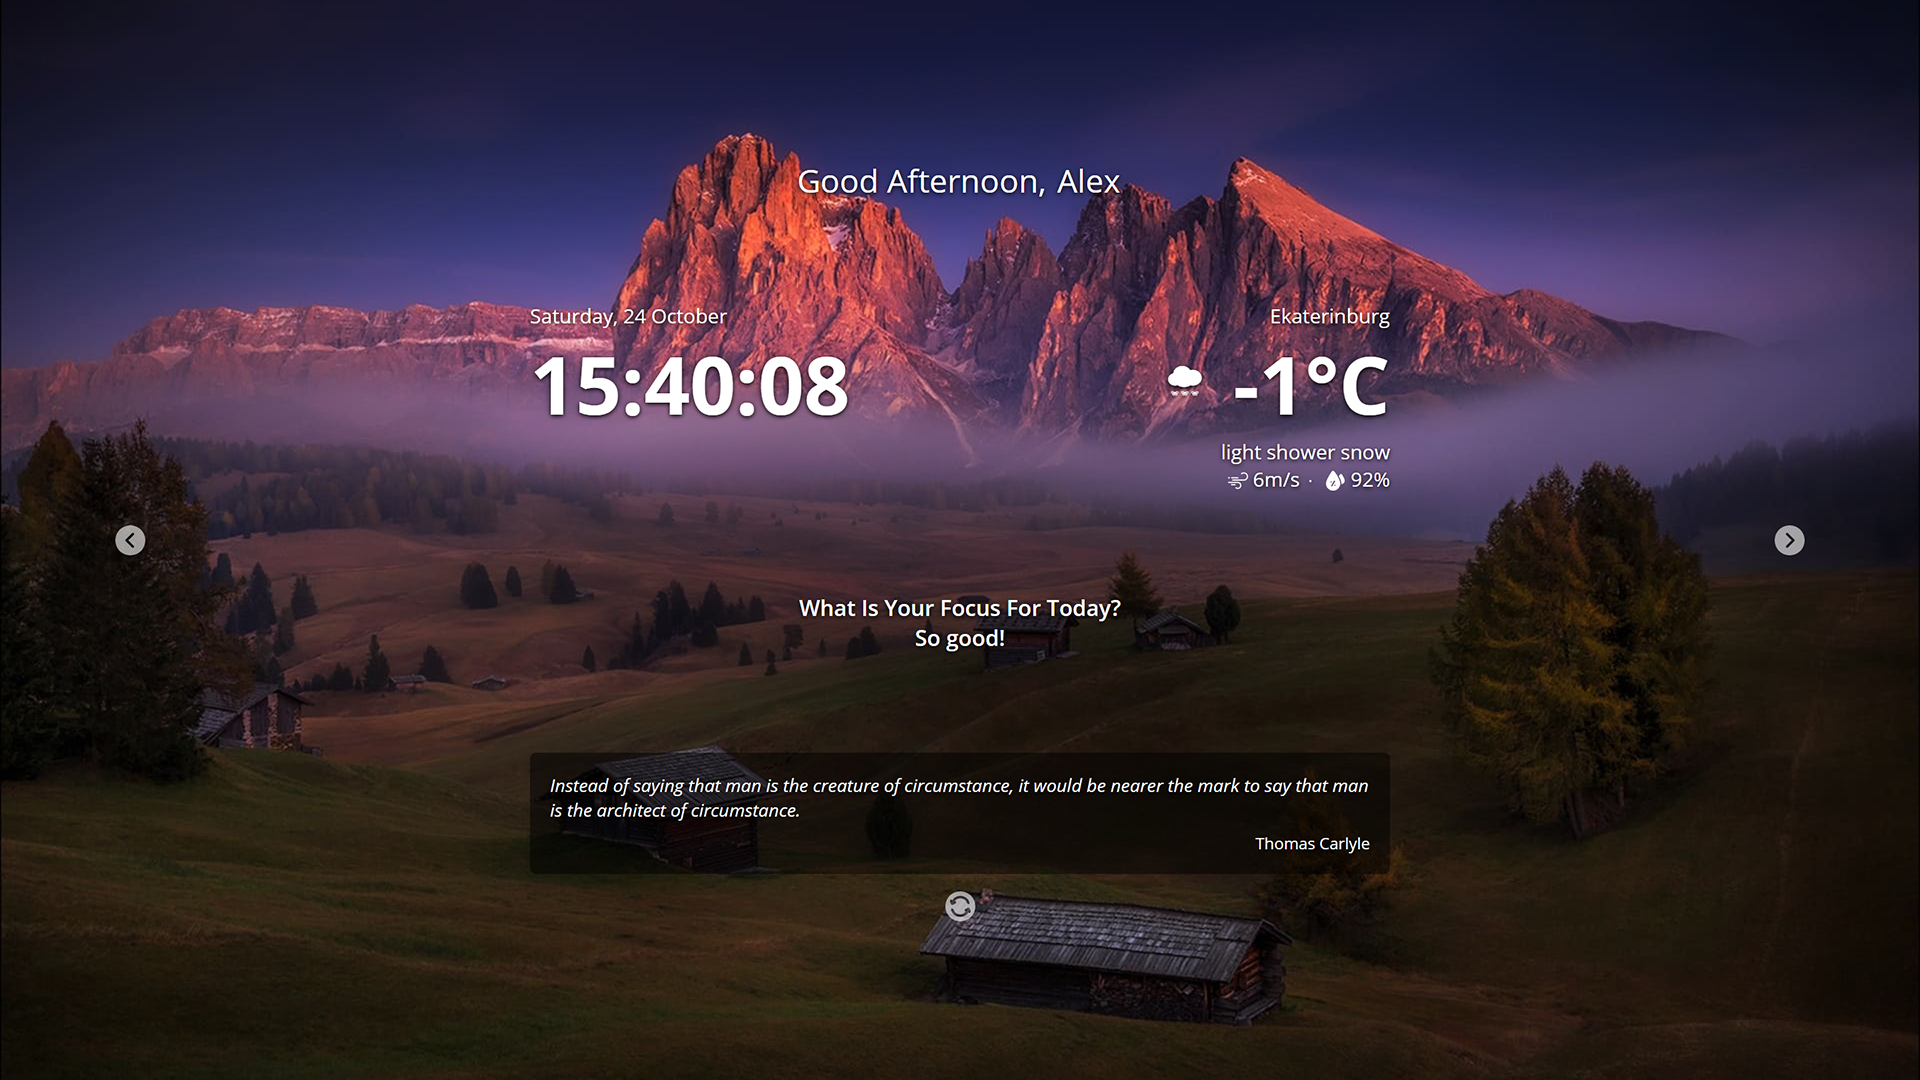 Good Afternoon, Alex
Saturday, 24 October
15:40:08
Ekaterinburg
-1°C
light shower snow
6m/s · 92%
What Is Your Focus For Today?
So good!
Instead of saying that man is the creature of circumstance, it would be nearer the mark to say that man
is the architect of circumstance.
Thomas Carlyle